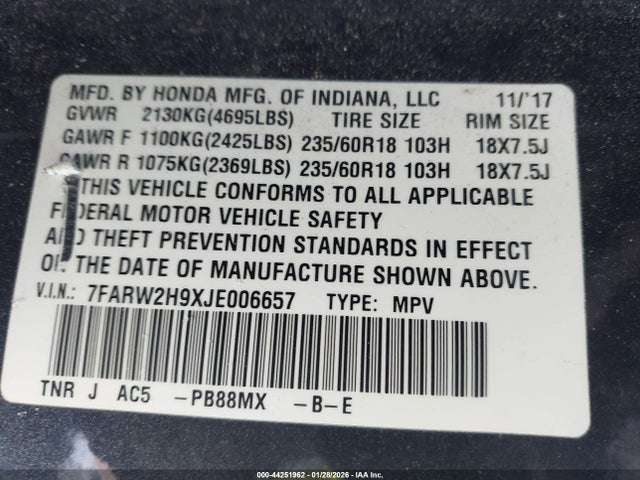 MFD. BY HONDA MFG. OF INDIANA, LLC 11/'17
GVWR 2130KG(4695LBS) TIRE SIZE RIM SIZE
GAWR F 1100KG(2425LBS) 235/60R18 103H 18X7.5J
GAWR R 1075KG(2369LBS) 235/60R18 103H 18X7.5J
THIS VEHICLE CONFORMS TO ALL APPLICABLE
FEDERAL MOTOR VEHICLE SAFETY
AND THEFT PREVENTION STANDARDS IN EFFECT
ON THE DATE OF MANUFACTURE SHOWN ABOVE.
V.I.N.: 7FARW2H9XJE006657 TYPE: MPV
TNR J AC5 -PB88MX -B-E
000-44251962 | 01/28/2026 | IAA Inc.